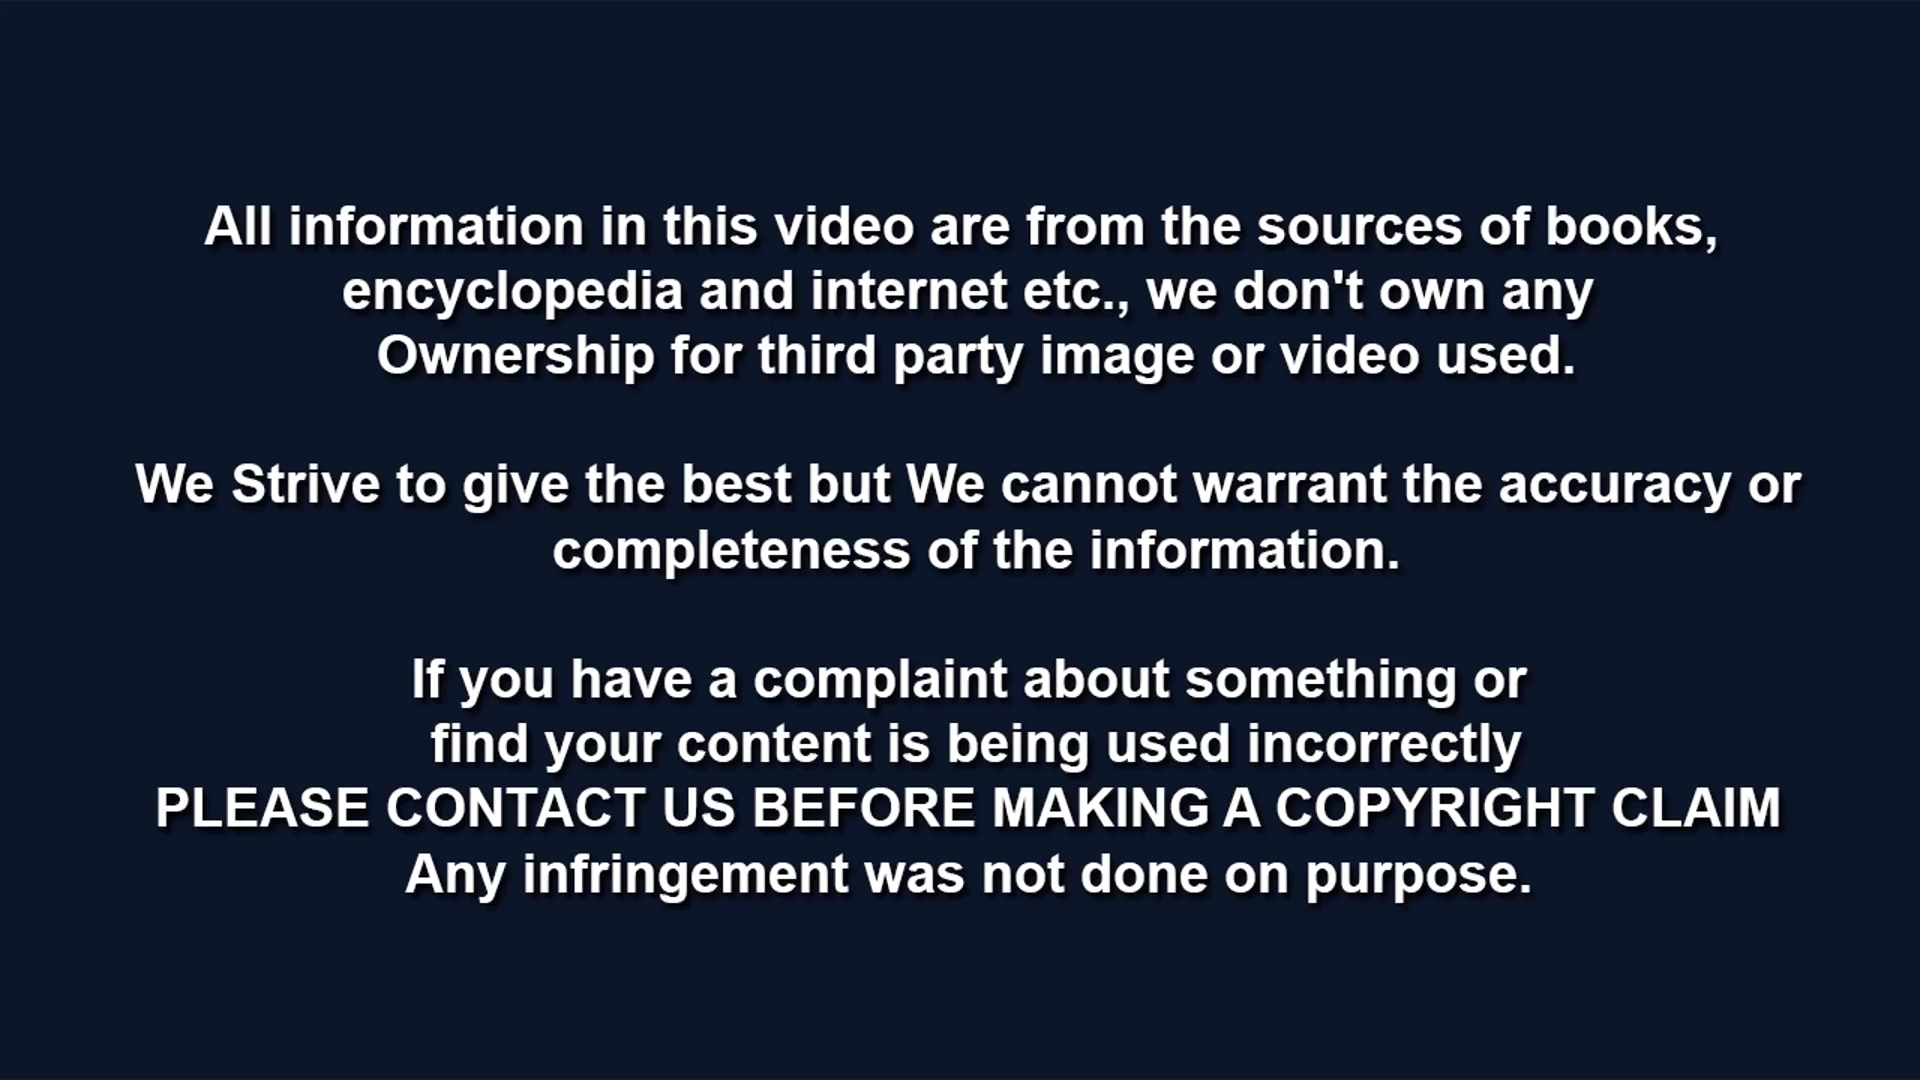 All information in this video are from the sources of books,
encyclopedia and internet etc., we don't own any
Ownership for third party image or video used.
We Strive to give the best but We cannot warrant the accuracy or
completeness of the information.
If you have a complaint about something or
find your content is being used incorrectly
PLEASE CONTACT US BEFORE MAKING A COPYRIGHT CLAIM
Any infringement was not done on purpose.